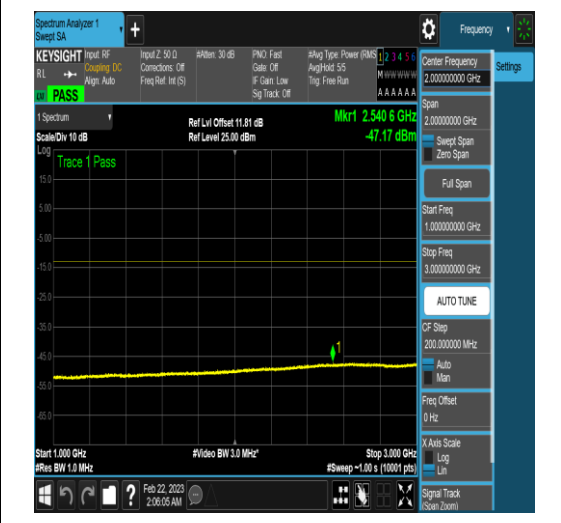 Spectrum Analyzer 1
Swept SA
+
Frequency
KEYSIGHT
RL
Input: RF
Coupling: DC
Align: Auto
Input Z: 50 Ω
Corrections: Off
Freq Ref: Int (S)
#Atten: 30 dB
PNO: Fast
Gate: Off
IF Gain: Low
Sig Track: Off
#Avg Type: Power (RMS
Avg|Hold: 5/5
Trig: Free Run
1 2 3 4 5 6
M W W W W W
A A A A A A
PASS
1 Spectrum
Scale/Div 10 dB
Ref Lvl Offset 11.81 dB
Ref Level 25.00 dBm
Mkr1 2.540 6 GHz
-47.17 dBm
Log
Trace 1 Pass
15.0
5.00
-5.00
-15.0
-25.0
-35.0
-45.0
-55.0
-65.0
1
Start 1.000 GHz
#Res BW 1.0 MHz
#Video BW 3.0 MHz*
Stop 3.000 GHz
#Sweep ~1.00 s (10001 pts)
Center Frequency
2.000000000 GHz
Settings
Span
2.00000000 GHz
Swept Span
Zero Span
Full Span
Start Freq
1.000000000 GHz
Stop Freq
3.000000000 GHz
AUTO TUNE
CF Step
200.000000 MHz
Auto
Man
Freq Offset
0 Hz
X Axis Scale
Log
Lin
Signal Track
(Span Zoom)
?
Feb 22, 2023
2:06:05 AM